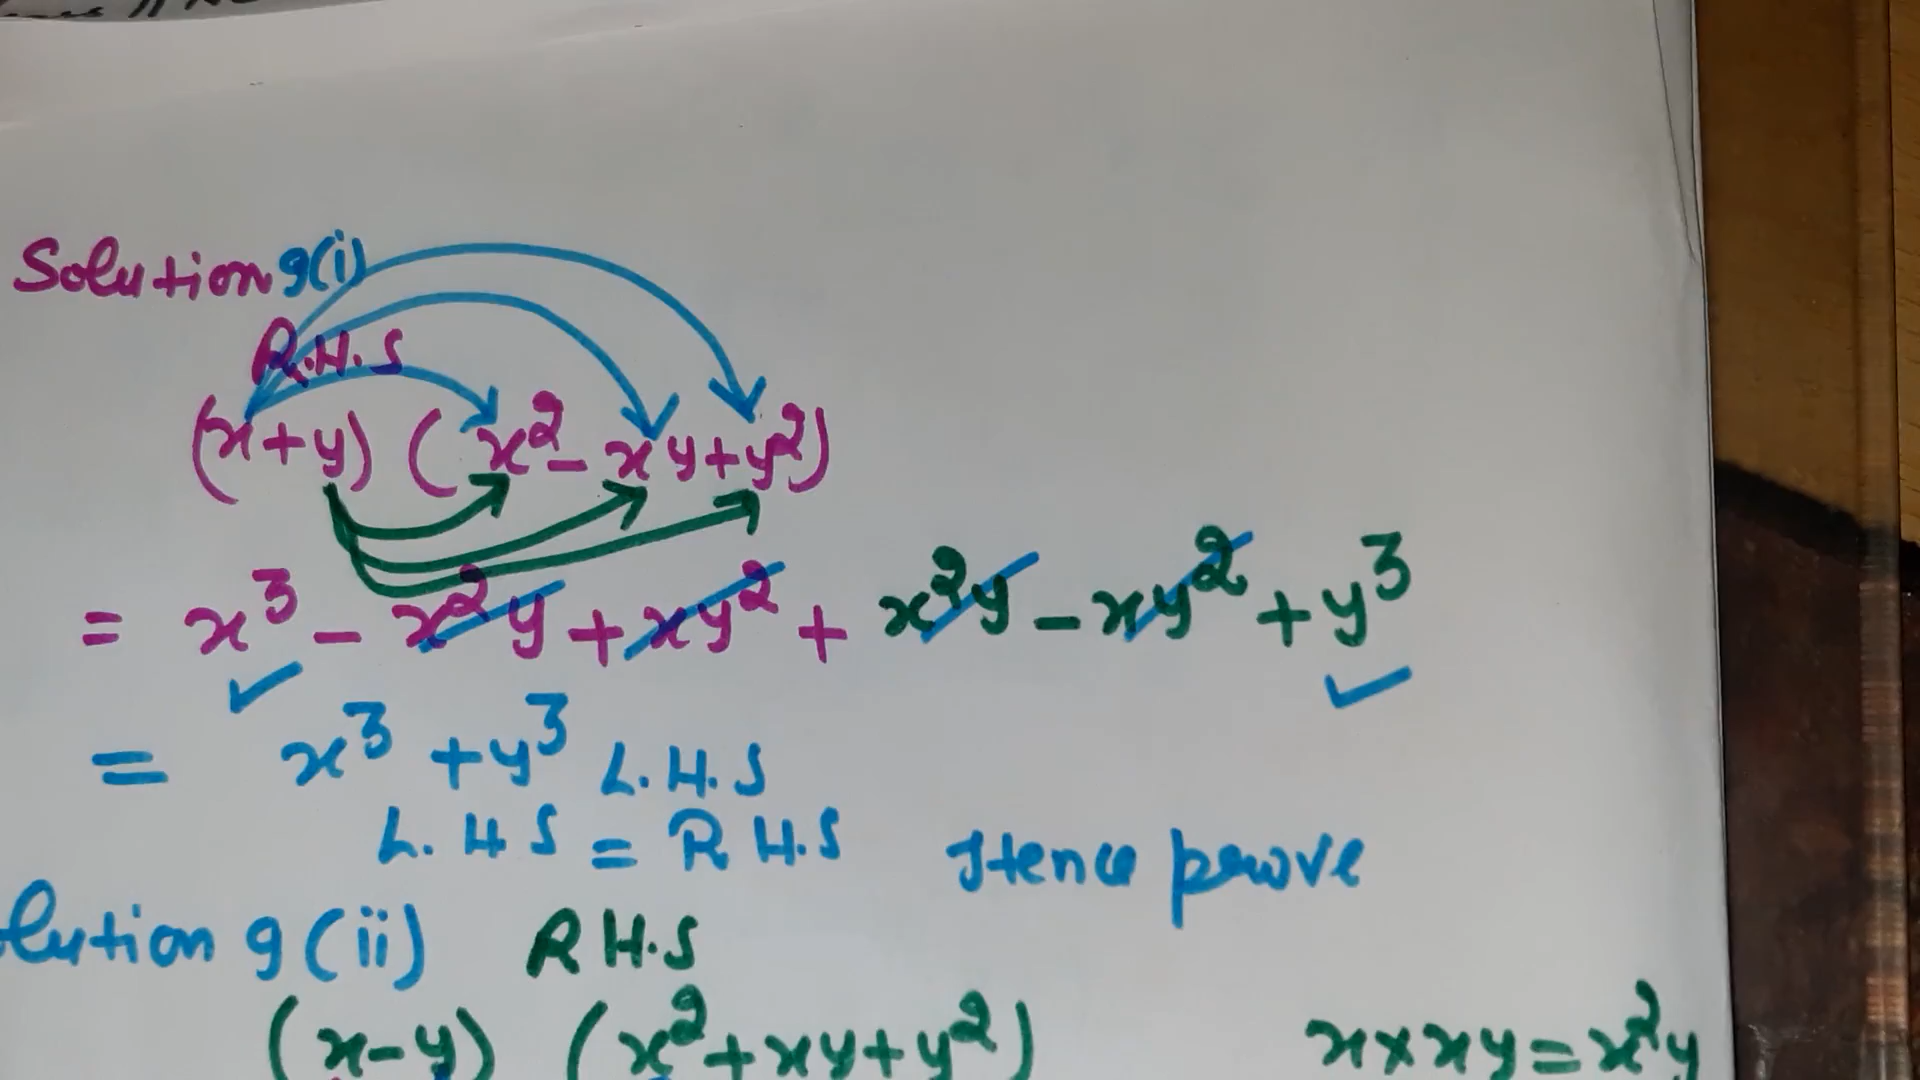 Solution 9(i)
R.H.S
(x+y) (x²-xy+y²)
= x³ - x²y + xy² + x²y - xy² + y³
= x³ + y³ L.H.S
L.H S = R H.S Hence prove
lution 9(ii) R H.S
(x-y) (x²+xy+y²) x×xy=x²y